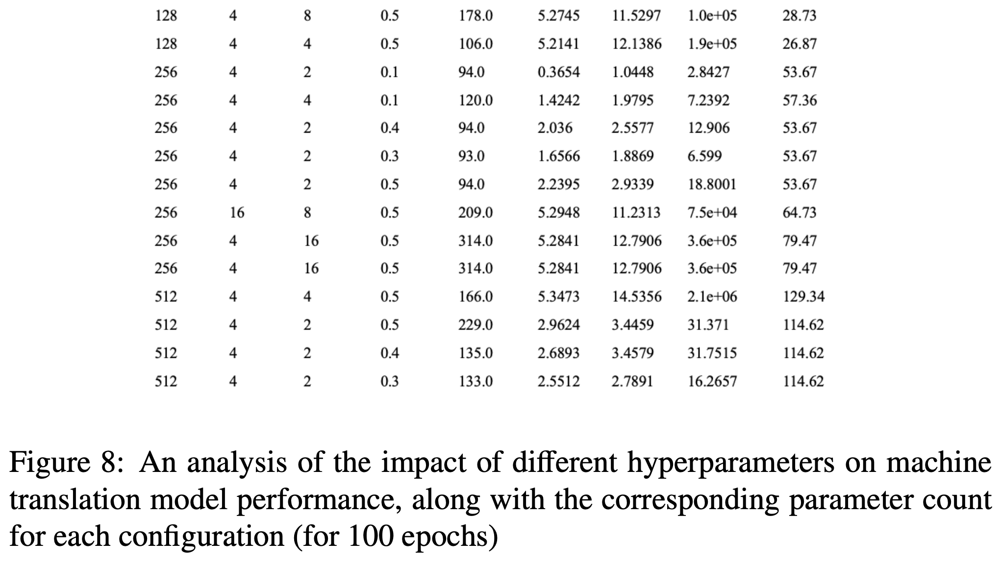 128 4 8 0.5 178.0 5.2745 11.5297 1.0e+05 28.73
128 4 4 0.5 106.0 5.2141 12.1386 1.9e+05 26.87
256 4 2 0.1 94.0 0.3654 1.0448 2.8427 53.67
256 4 4 0.1 120.0 1.4242 1.9795 7.2392 57.36
256 4 2 0.4 94.0 2.036 2.5577 12.906 53.67
256 4 2 0.3 93.0 1.6566 1.8869 6.599 53.67
256 4 2 0.5 94.0 2.2395 2.9339 18.8001 53.67
256 16 8 0.5 209.0 5.2948 11.2313 7.5e+04 64.73
256 4 16 0.5 314.0 5.2841 12.7906 3.6e+05 79.47
256 4 16 0.5 314.0 5.2841 12.7906 3.6e+05 79.47
512 4 4 0.5 166.0 5.3473 14.5356 2.1e+06 129.34
512 4 2 0.5 229.0 2.9624 3.4459 31.371 114.62
512 4 2 0.4 135.0 2.6893 3.4579 31.7515 114.62
512 4 2 0.3 133.0 2.5512 2.7891 16.2657 114.62
Figure 8: An analysis of the impact of different hyperparameters on machine
translation model performance, along with the corresponding parameter count
for each configuration (for 100 epochs)